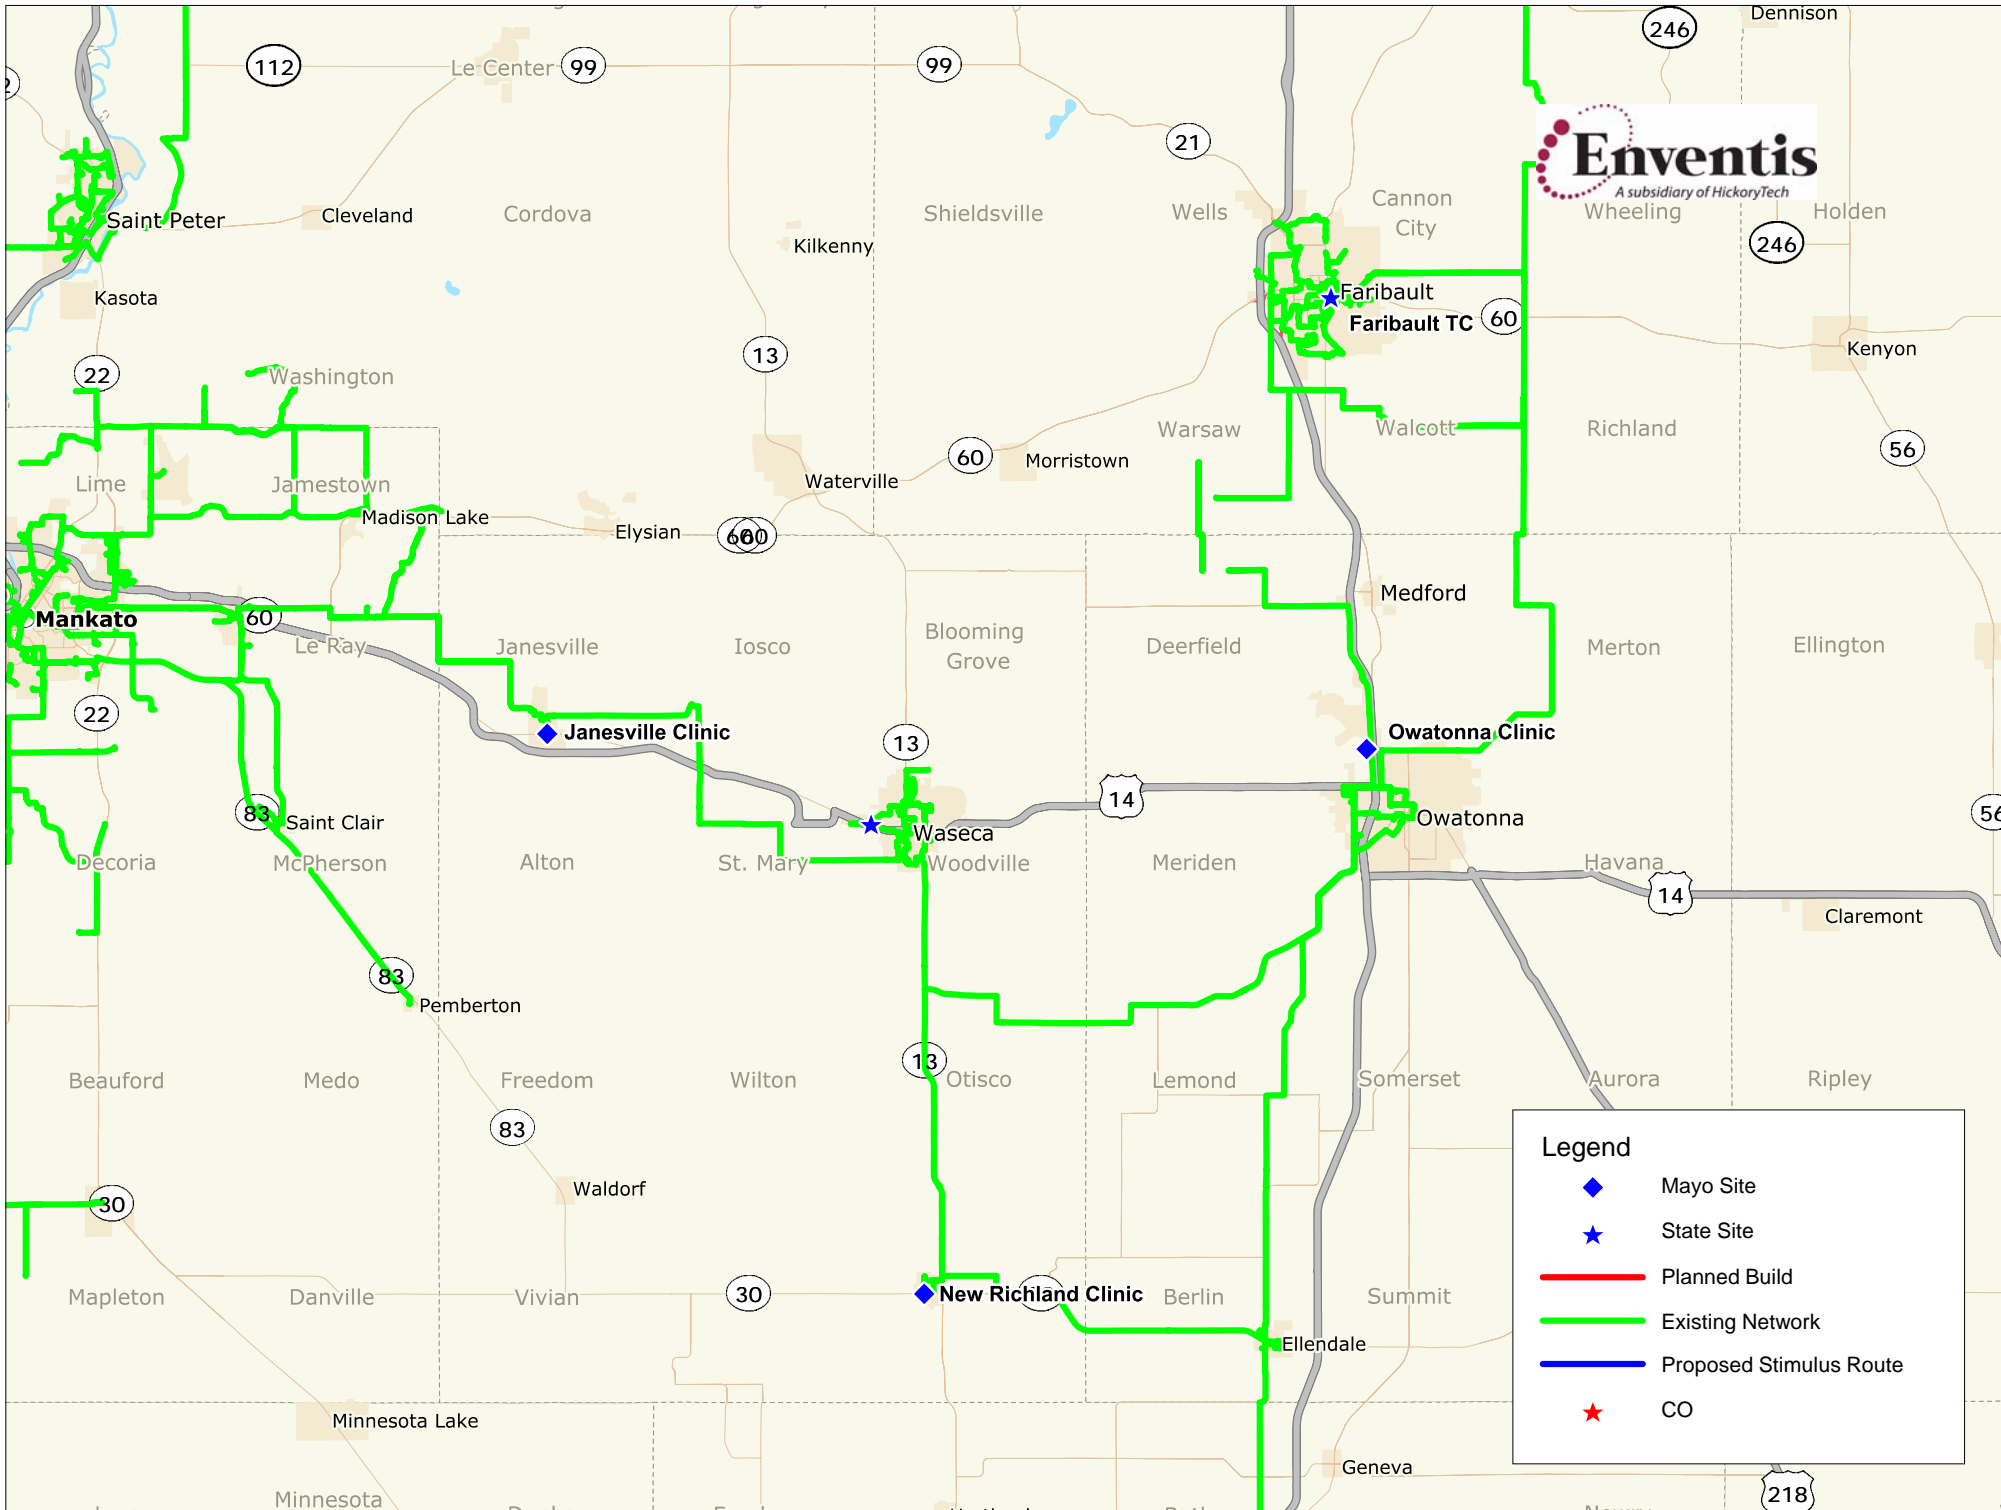 Dennison
246
112
Le Center
99
99
21
Enventis
A subsidiary of HickoryTech
Saint Peter
Cleveland
Cordova
Shieldsville
Wells
Cannon
City
Wheeling
Holden
Kilkenny
246
Kasota
Faribault
Faribault TC
60
Kenyon
13
22
Washington
Warsaw
Walcott
Richland
56
60
Morristown
Lime
Jamestown
Waterville
Madison Lake
Elysian
60
60
Medford
Mankato
60
Le Ray
Janesville
Iosco
Blooming
Grove
Deerfield
Merton
Ellington
22
Janesville Clinic
13
Owatonna Clinic
14
83
Saint Clair
Waseca
Owatonna
56
Decoria
McPherson
Alton
St. Mary
Woodville
Meriden
Havana
14
Claremont
83
Pemberton
13
Beauford
Medo
Freedom
Wilton
Otisco
Lemond
Somerset
Aurora
Ripley
83
Legend
Mayo Site
State Site
Planned Build
Existing Network
Proposed Stimulus Route
CO
30
Waldorf
Mapleton
Danville
Vivian
30
New Richland Clinic
Berlin
Summit
Ellendale
Minnesota Lake
Geneva
218
Minnesota